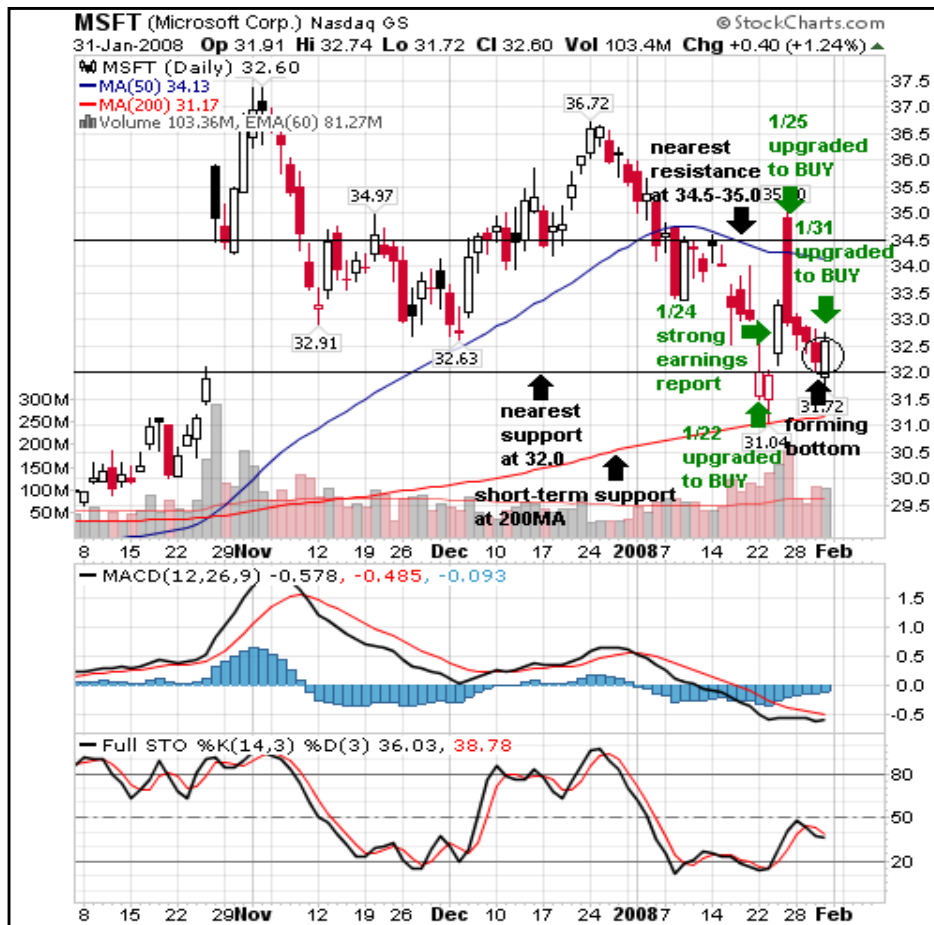 MSFT (Microsoft Corp.) Nasdaq GS
© StockCharts.com
31-Jan-2008 Op 31.91 Hi 32.74 Lo 31.72 Cl 32.60 Vol 103.4M Chg +0.40 (+1.24%)
MSFT (Daily) 32.60
MA(50) 34.13
MA(200) 31.17
Volume 103.36M, EMA(60) 81.27M
37.5
37.0
36.5
36.0
35.5
35.0
34.5
34.0
33.5
33.0
32.5
32.0
31.5
31.0
30.5
30.0
29.5
300M
250M
200M
150M
100M
50M
36.72
34.97
32.91
32.63
31.04
31.72
nearest
resistance
at 34.5-35.0
1/25
upgraded
to BUY
1/31
upgraded
to BUY
1/24
strong
earnings
report
nearest
support
at 32.0
1/22
upgraded
to BUY
forming
bottom
short-term support
at 200MA
8 15 22 29 Nov 12 19 26 Dec 10 17 24 2008 7 14 22 28 Feb
MACD(12,26,9) -0.578, -0.485, -0.093
1.5
1.0
0.5
0.0
-0.5
Full STO %K(14,3) %D(3) 36.03, 38.78
80
50
20
8 15 22 29 Nov 12 19 26 Dec 10 17 24 2008 7 14 22 28 Feb